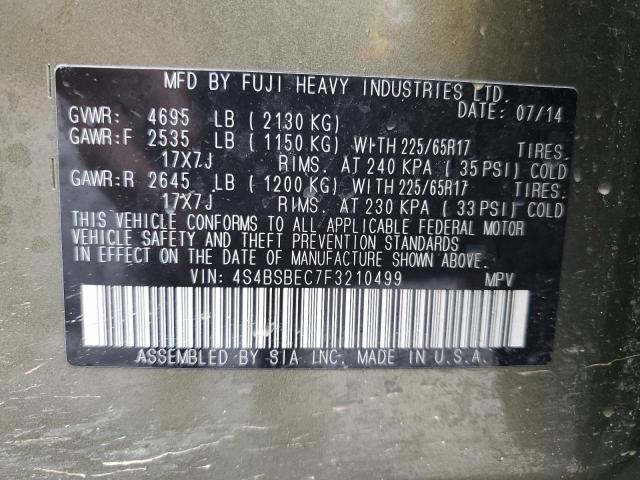 MFD BY FUJI HEAVY INDUSTRIES LTD.
DATE: 07/14
GVWR: 4695 LB ( 2130 KG)
GAWR:F 2535 LB ( 1150 KG) WITH 225/65R17 TIRES.
17X7J RIMS. AT 240 KPA ( 35 PSI) COLD
GAWR:R 2645 LB ( 1200 KG) WITH 225/65R17 TIRES.
17X7J RIMS. AT 230 KPA ( 33 PSI) COLD
THIS VEHICLE CONFORMS TO ALL APPLICABLE FEDERAL MOTOR
VEHICLE SAFETY AND THEFT BPREVENTION STANDARDS
IN EFFECT ON THE DATE OF MANUFACTURE SHOWN ABOVE.
VIN: 4S4BSBEC7F3210499 MPV
ASSEMBLED BY SIA INC. MADE IN U.S.A.